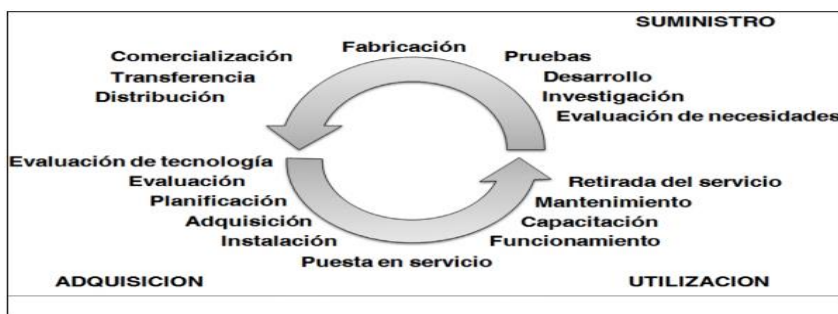 SUMINISTRO
Fabricación
Comercialización
Transferencia
Distribución
Pruebas
Desarrollo
Investigación
Evaluación de necesidades
Evaluación de tecnología
Evaluación
Planificación
Adquisición
Instalación
Puesta en servicio
Retirada del servicio
Mantenimiento
Capacitación
Funcionamiento
ADQUISICION
UTILIZACION